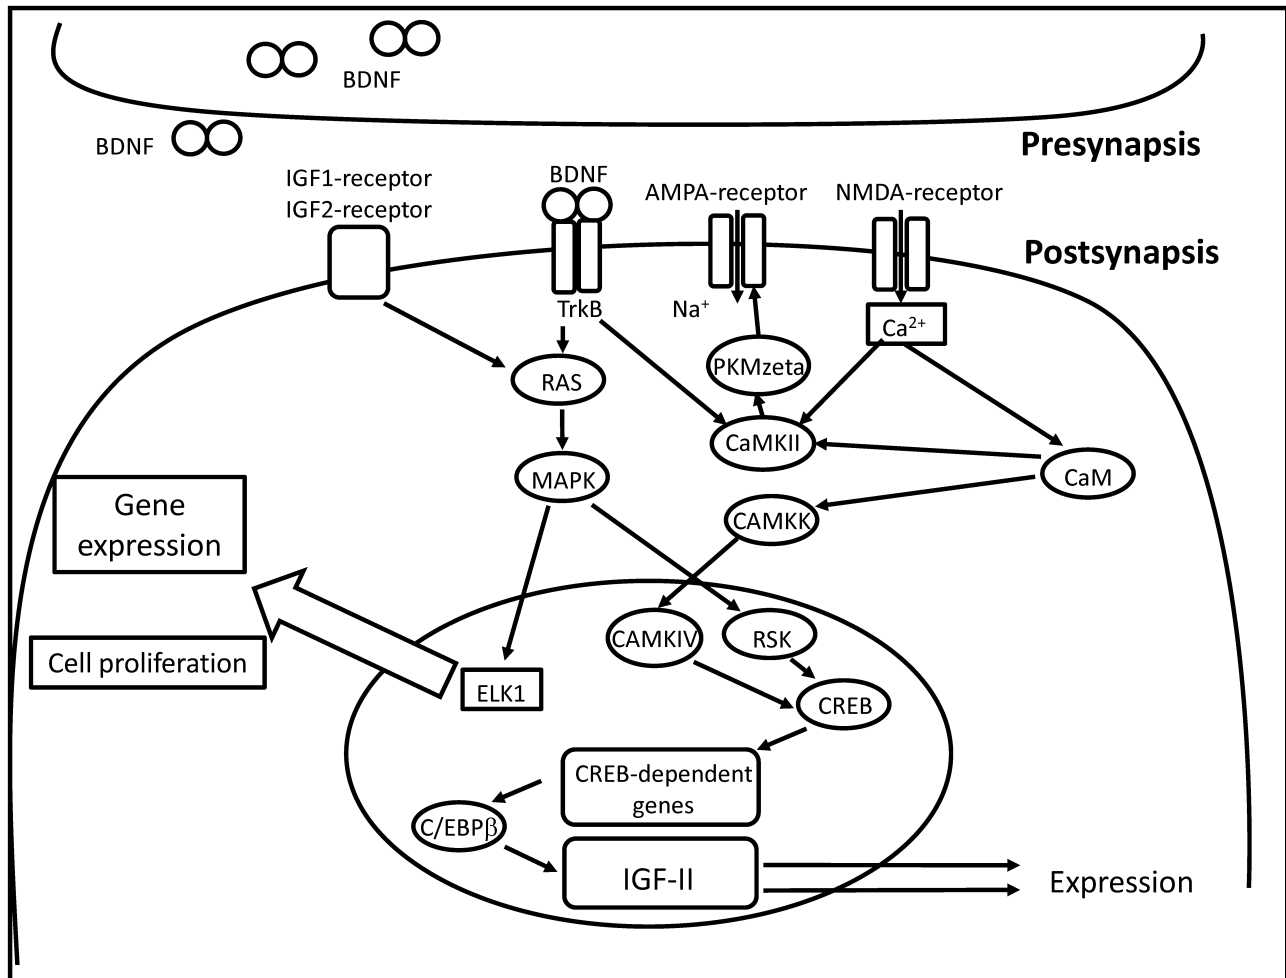 BDNF
BDNF
Presynapsis
IGF1-receptor
IGF2-receptor
BDNF
AMPA-receptor
NMDA-receptor
Postsynapsis
TrkB
Na⁺
Ca²⁺
RAS
PKMzeta
CaMKII
MAPK
CaM
Gene
expression
CAMKK
CAMKIV
RSK
Cell proliferation
ELK1
CREB
CREB-dependent
genes
C/EBPβ
IGF-II
Expression